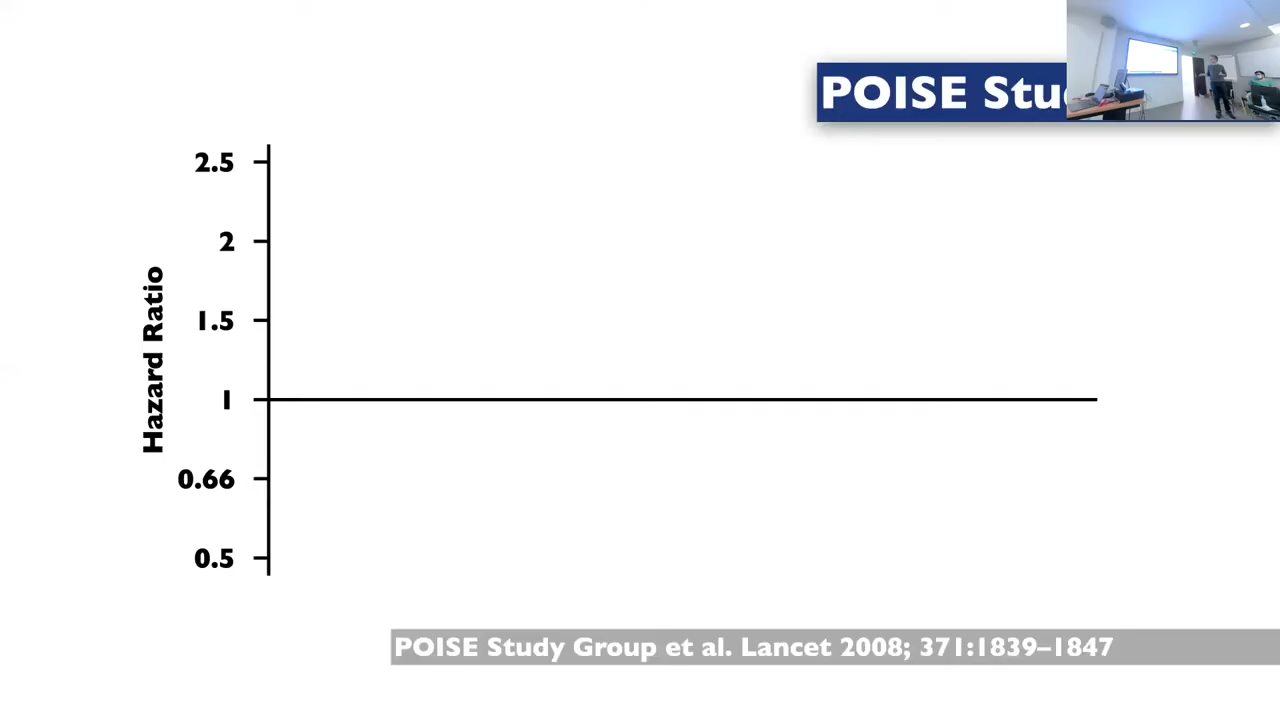 POISE Stu
2.5
2
1.5
1
0.66
0.5
Hazard Ratio
POISE Study Group et al. Lancet 2008; 371:1839–1847